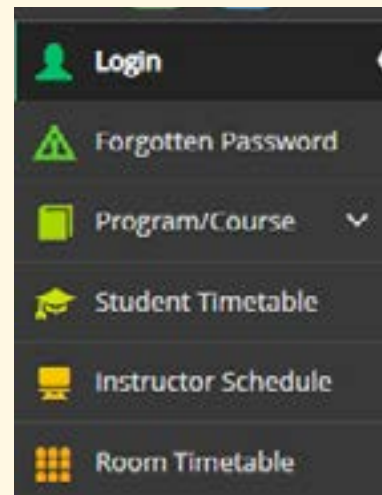 Login
Forgotten Password
Program/Course
Student Timetable
Instructor Schedule
Room Timetable